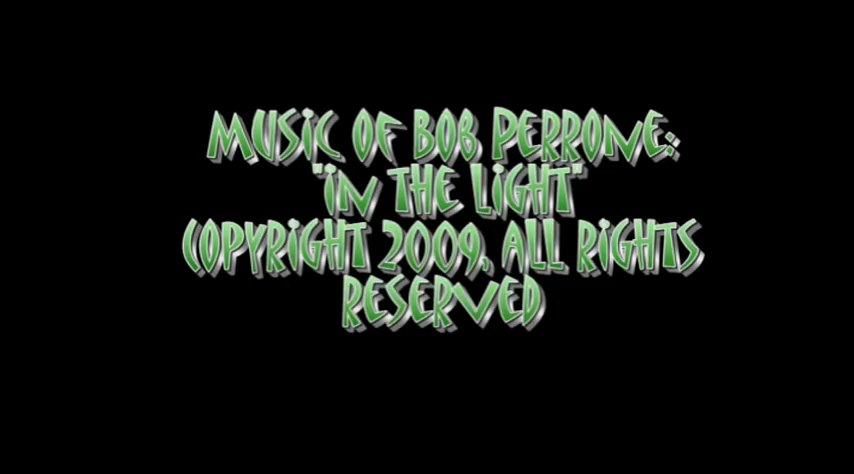 MUSIC OF BOB PERRONE:
"IN THE LIGHT"
COPYRIGHT 2009, ALL RIGHTS
RESERVED